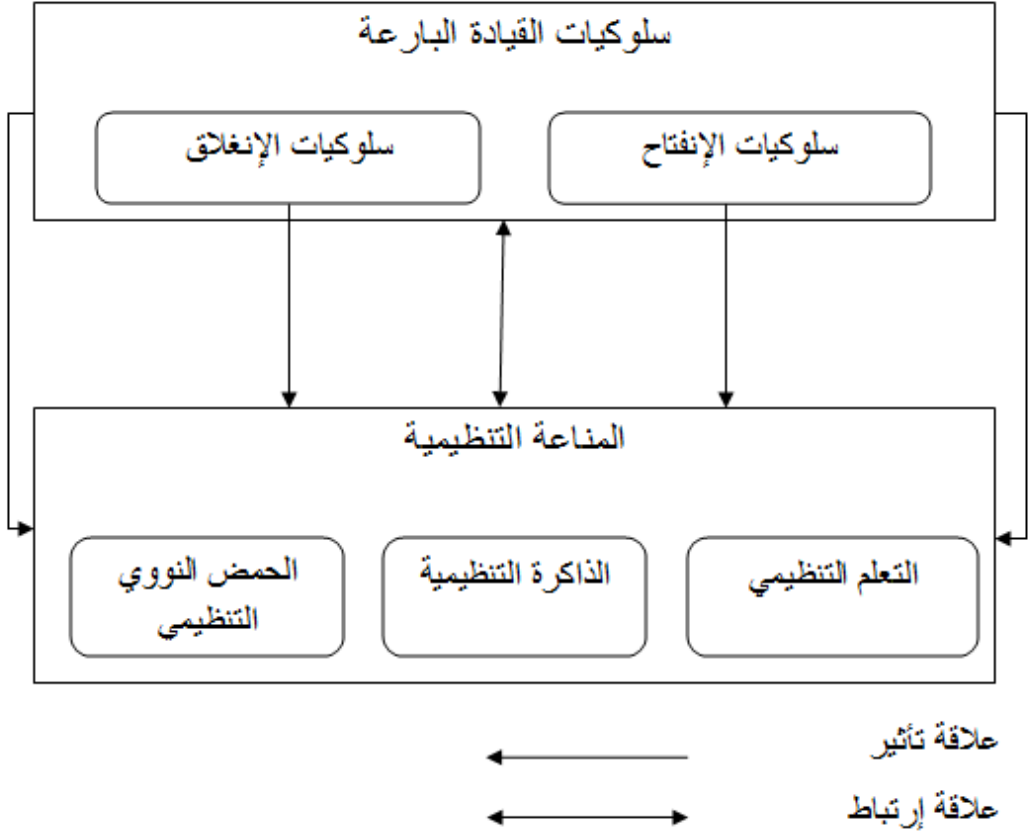 سلوكيات القيادة البارعة
سلوكيات الإنفتاح
سلوكيات الإنغلاق
المناعة التنظيمية
التعلم التنظيمي
الذاكرة التنظيمية
الحمض النووي
التنظيمي
علاقة تأثير
علاقة إرتباط